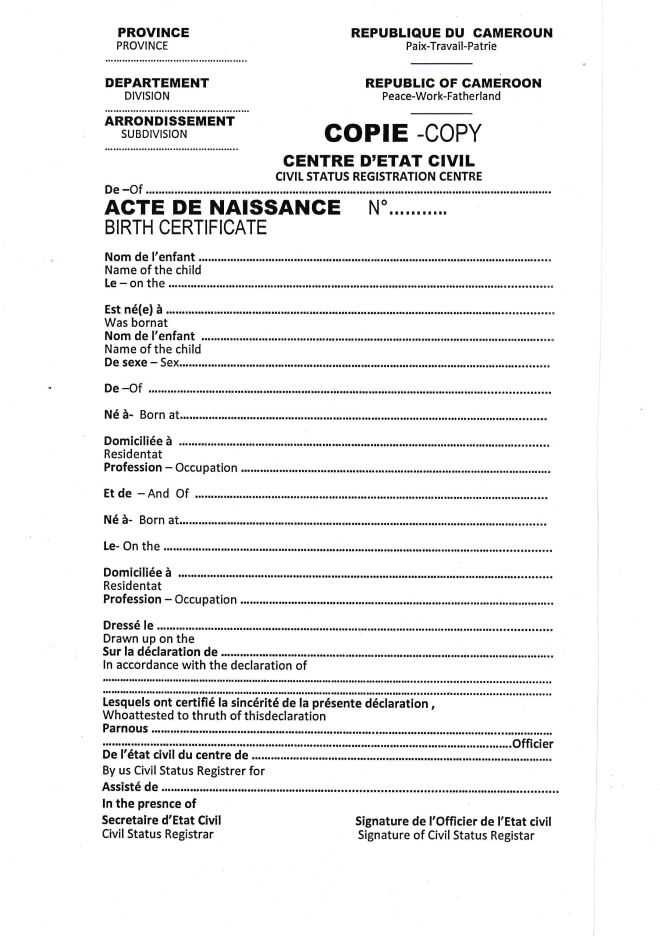 PROVINCE
PROVINCE
........................................
REPUBLIQUE DU CAMEROUN
Paix-Travail-Patrie
DEPARTEMENT
DIVISION
........................................
REPUBLIC OF CAMEROON
Peace-Work-Fatherland
ARRONDISSEMENT
SUBDIVISION
........................................
COPIE -COPY
CENTRE D'ETAT CIVIL
CIVIL STATUS REGISTRATION CENTRE
De –Of ........................................
ACTE DE NAISSANCE N°...........
BIRTH CERTIFICATE
Nom de l'enfant ........................................
Name of the child
Le – on the ........................................
Est né(e) à ........................................
Was bornat
Nom de l'enfant ........................................
Name of the child
De sexe – Sex........................................
De –Of ........................................
Né à- Born at........................................
Domiciliée à ........................................
Residentat
Profession – Occupation ........................................
Et de – And Of ........................................
Né à- Born at........................................
Le- On the ........................................
Domiciliée à ........................................
Residentat
Profession – Occupation ........................................
Dressé le ........................................
Drawn up on the
Sur la déclaration de ........................................
In accordance with the declaration of
........................................
........................................
Lesquels ont certifié la sincérité de la présente déclaration ,
Whoattested to thruth of thisdeclaration
Parnous ........................................
........................................Officier
De l'état civil du centre de ........................................
By us Civil Status Registrer for
Assisté de ........................................
In the presnce of
Secretaire d'Etat Civil
Civil Status Registrar
Signature de l'Officier de l'Etat civil
Signature of Civil Status Registar